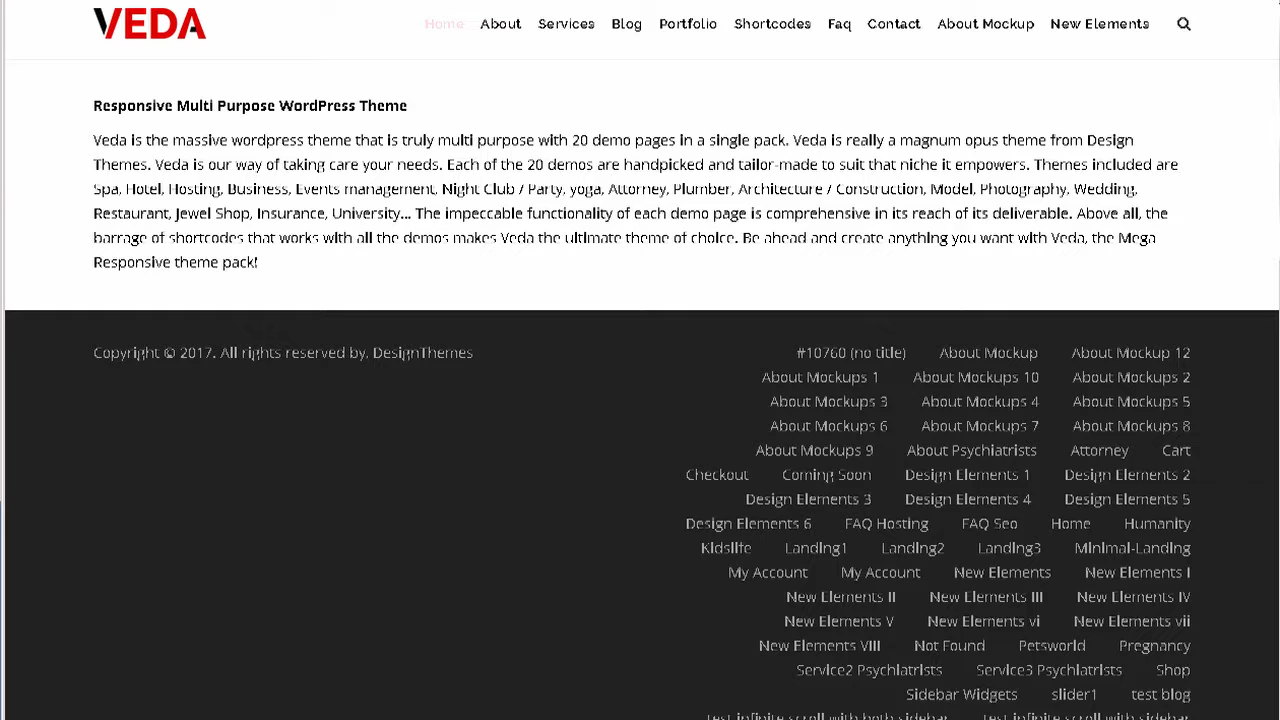 VEDA
Home About Services Blog Portfolio Shortcodes Faq Contact About Mockup New Elements
Responsive Multi Purpose WordPress Theme
Veda is the massive wordpress theme that is truly multi purpose with 20 demo pages in a single pack. Veda is really a magnum opus theme from Design
Themes. Veda is our way of taking care your needs. Each of the 20 demos are handpicked and tailor-made to suit that niche it empowers. Themes included are
Spa, Hotel, Hosting, Business, Events management, Night Club / Party, yoga, Attorney, Plumber, Architecture / Construction, Model, Photography, Wedding,
Restaurant, Jewel Shop, Insurance, University... The impeccable functionality of each demo page is comprehensive in its reach of its deliverable. Above all, the
barrage of shortcodes that works with all the demos makes Veda the ultimate theme of choice. Be ahead and create anything you want with Veda, the Mega
Responsive theme pack!
Copyright © 2017. All rights reserved by, DesignThemes
#10760 (no title) About Mockup About Mockup 12
About Mockups 1 About Mockups 10 About Mockups 2
About Mockups 3 About Mockups 4 About Mockups 5
About Mockups 6 About Mockups 7 About Mockups 8
About Mockups 9 About Psychiatrists Attorney Cart
Checkout Coming Soon Design Elements 1 Design Elements 2
Design Elements 3 Design Elements 4 Design Elements 5
Design Elements 6 FAQ Hosting FAQ Seo Home Humanity
Kidslife Landing1 Landing2 Landing3 Minimal-Landing
My Account My Account New Elements New Elements I
New Elements II New Elements III New Elements IV
New Elements V New Elements vi New Elements vii
New Elements VIII Not Found Petsworld Pregnancy
Service2 Psychiatrists Service3 Psychiatrists Shop
Sidebar Widgets slider1 test blog
test infinite scroll with both sidebar test infinite scroll with sidebar